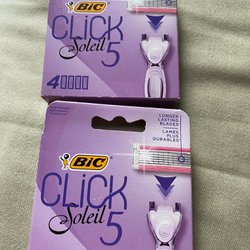 BIC
CLICK
Soleil 5
4
BIC
CLICK
Soleil 5
LONGER
LASTING
BLADES
LAMES
PLUS
DURABLES